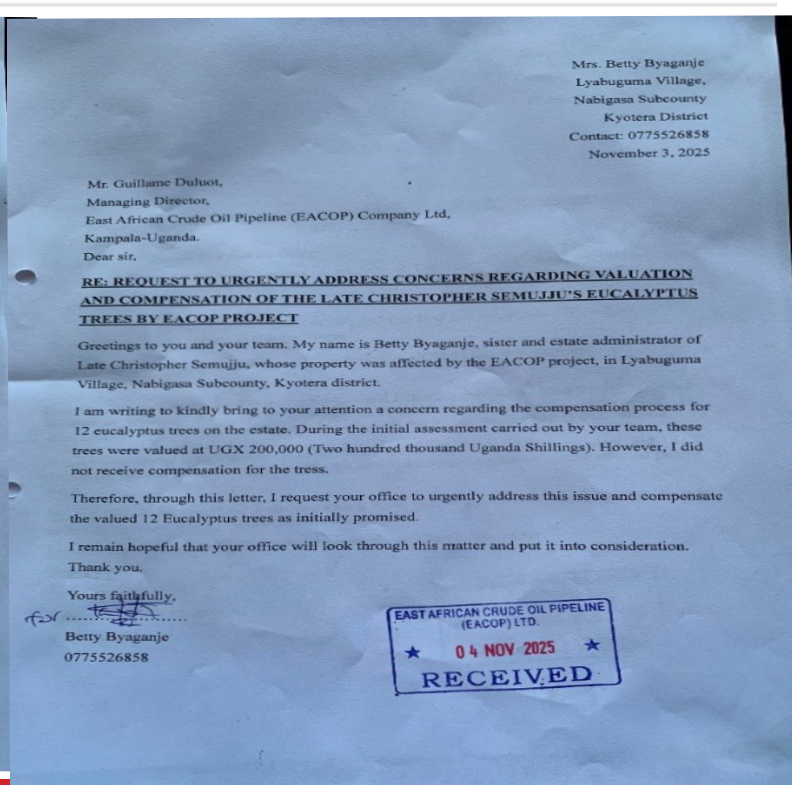 Mrs. Betty Byaganje
Lyabuguma Village,
Nabigasa Subcounty
Kyotera District
Contact: 0775526858
November 3, 2025
Mr. Guillame Duluot,
Managing Director,
East African Crude Oil Pipeline (EACOP) Company Ltd,
Kampala-Uganda.
Dear sir,
RE: REQUEST TO URGENTLY ADDRESS CONCERNS REGARDING VALUATION
AND COMPENSATION OF THE LATE CHRISTOPHER SEMUJJU'S EUCALYPTUS
TREES BY EACOP PROJECT
Greetings to you and your team. My name is Betty Byaganje, sister and estate administrator of
Late Christopher Semujju, whose property was affected by the EACOP project, in Lyabuguma
Village, Nabigasa Subcounty, Kyotera district.
I am writing to kindly bring to your attention a concern regarding the compensation process for
12 eucalyptus trees on the estate. During the initial assessment carried out by your team, these
trees were valued at UGX 200,000 (Two hundred thousand Uganda Shillings). However, I did
not receive compensation for the tress.
Therefore, through this letter, I request your office to urgently address this issue and compensate
the valued 12 Eucalyptus trees as initially promised.
I remain hopeful that your office will look through this matter and put it into consideration.
Thank you.
Yours faithfully,
for ........................
Betty Byaganje
0775526858
EAST AFRICAN CRUDE OIL PIPELINE
(EACOP) LTD.
★ 04 NOV 2025 ★
RECEIVED